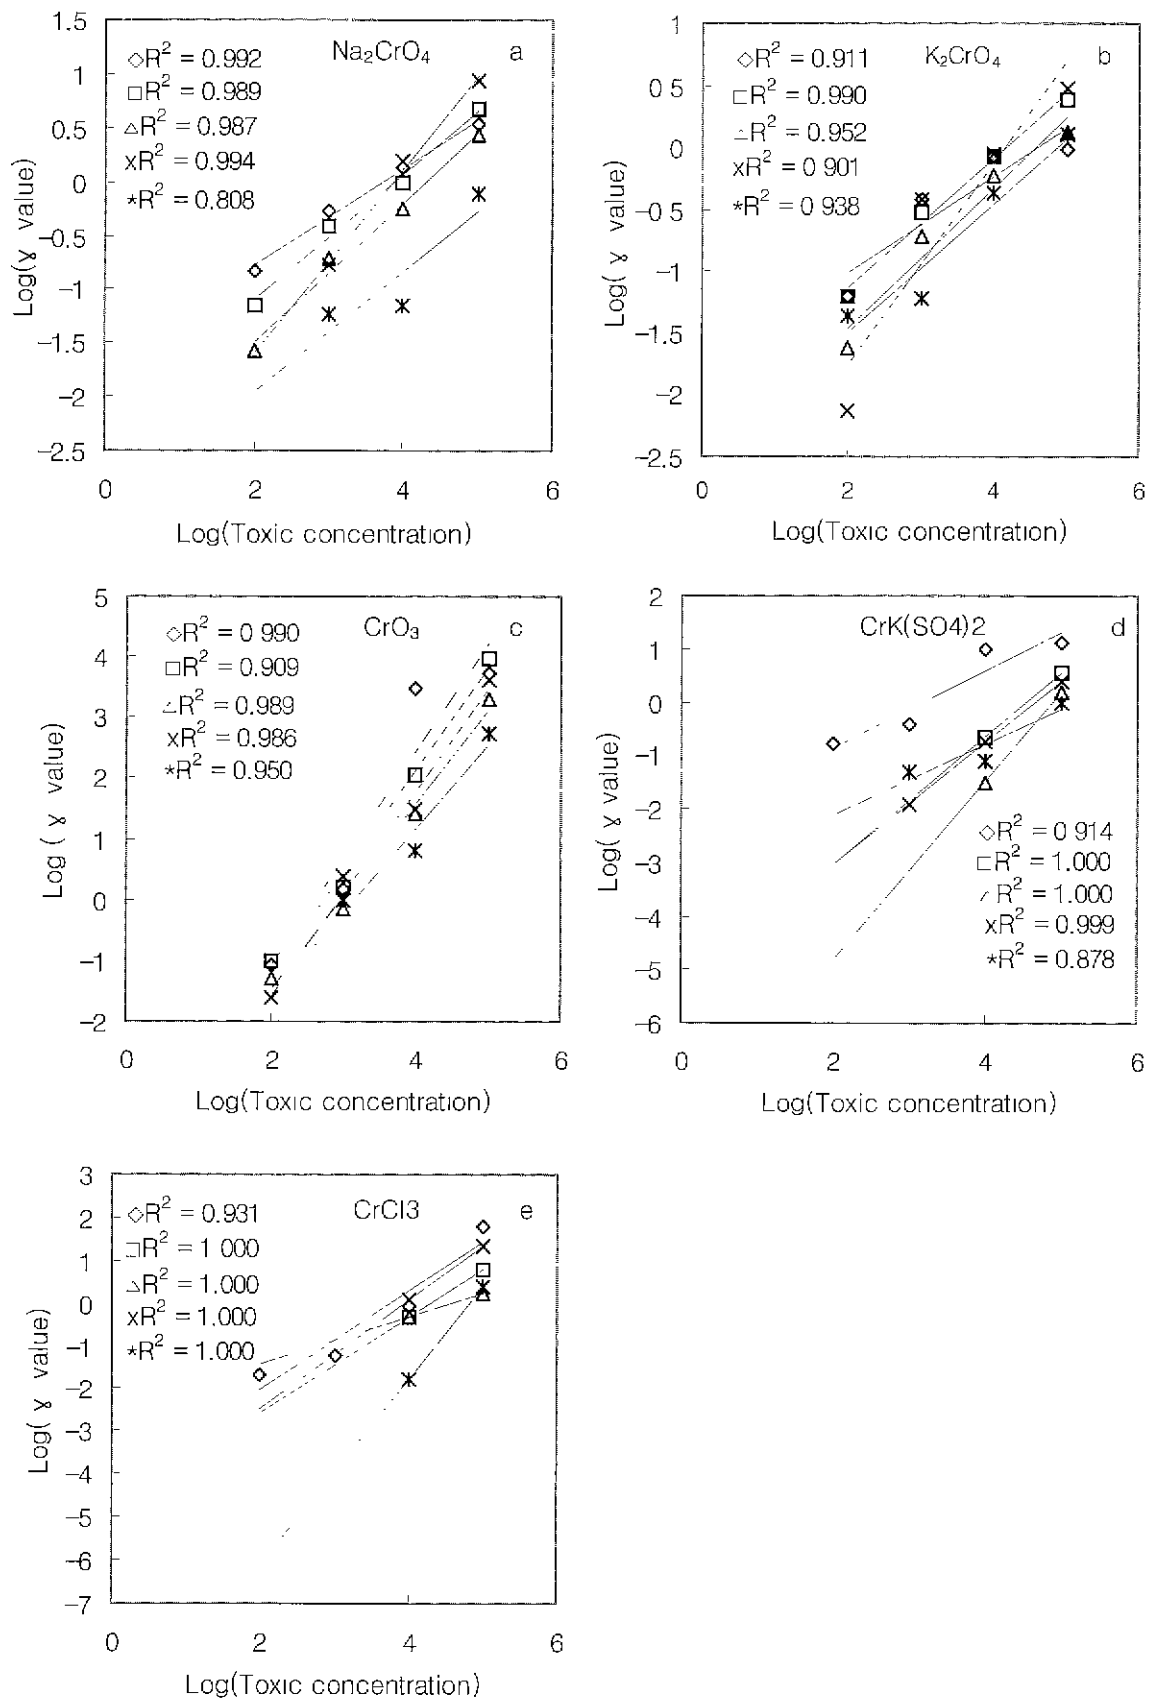 Na₂CrO₄ a
◇R² = 0.992
□R² = 0.989
△R² = 0.987
xR² = 0.994
*R² = 0.808
1.5
1
0.5
0
−0.5
−1
−1.5
−2
−2.5
Log(γ value)
0 2 4 6
Log(Toxic concentration)
K₂CrO₄ b
◇R² = 0.911
□R² = 0.990
△R² = 0.952
xR² = 0.901
*R² = 0 938
1
0 5
0
−0.5
−1
−1.5
−2
−2.5
Log(γ value)
0 2 4 6
Log(Toxic concentration)
CrO₃ c
◇R² = 0 990
□R² = 0.909
△R² = 0.989
xR² = 0.986
*R² = 0.950
5
4
3
2
1
0
−1
−2
Log (γ value)
0 2 4 6
Log(Toxic concentration)
CrK(SO4)2 d
◇R² = 0.914
□R² = 1.000
R² = 1.000
xR² = 0.999
*R² = 0.878
2
1
0
−1
−2
−3
−4
−5
−6
Log(γ value)
0 2 4 6
Log(Toxic concentration)
CrCl3 e
◇R² = 0.931
□R² = 1 000
△R² = 1.000
xR² = 1.000
*R² = 1.000
3
2
1
0
−1
−2
−3
−4
−5
−6
−7
Log(γ value)
0 2 4 6
Log(Toxic concentration)